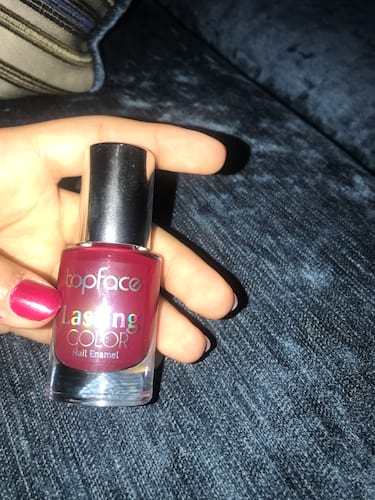 topface
Lasting
COLOR
Nail Enamel